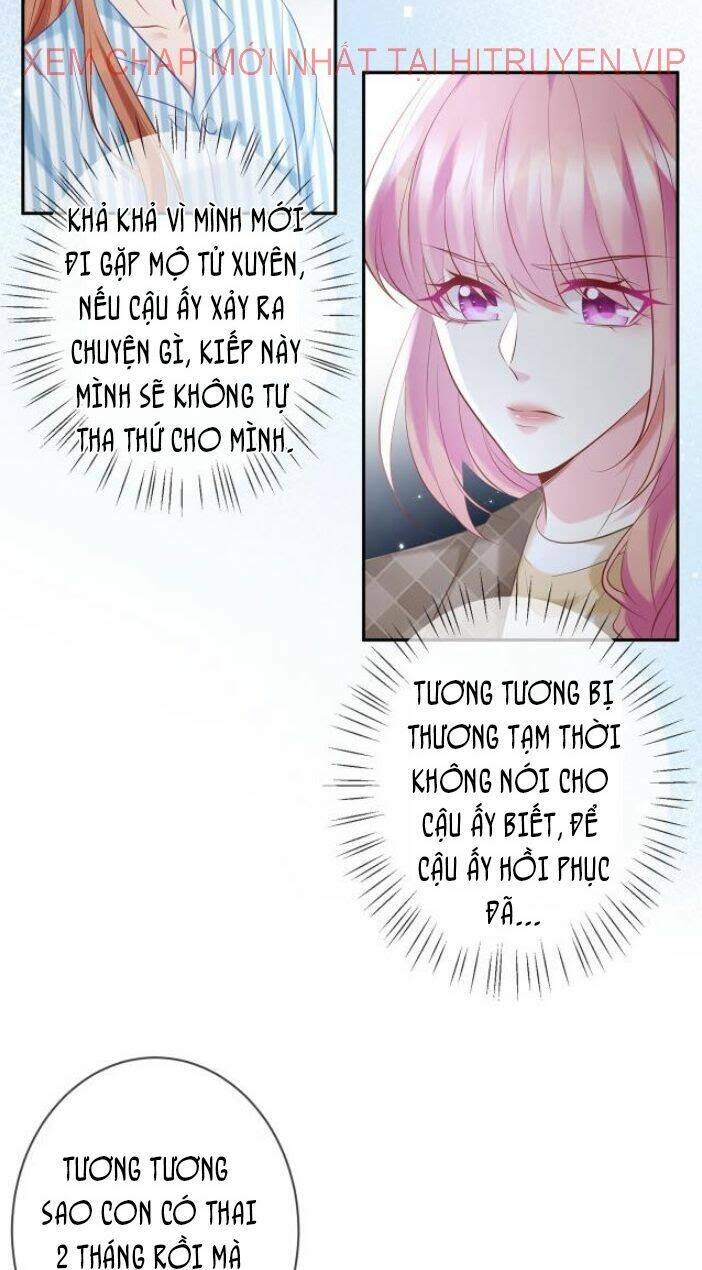 XEM CHAP MỚI NHẤT TẠI HITRUYEN.VIP
KHẢ KHẢ VÌ MÌNH MỚI
ĐI GẶP MỘ TỬ XUYÊN,
NẾU CẬU ẤY XẢY RA
CHUYỆN GÌ, KIẾP NÀY
MÌNH SẼ KHÔNG TỰ
THA THỨ CHO MÌNH.
TƯƠNG TƯƠNG BỊ
THƯƠNG TẠM THỜI
KHÔNG NÓI CHO
CẬU ẤY BIẾT, ĐỂ
CẬU ẤY HỒI PHỤC
ĐÃ...
TƯƠNG TƯƠNG
SAO CON CÓ THAI
2 THÁNG RỒI MÀ